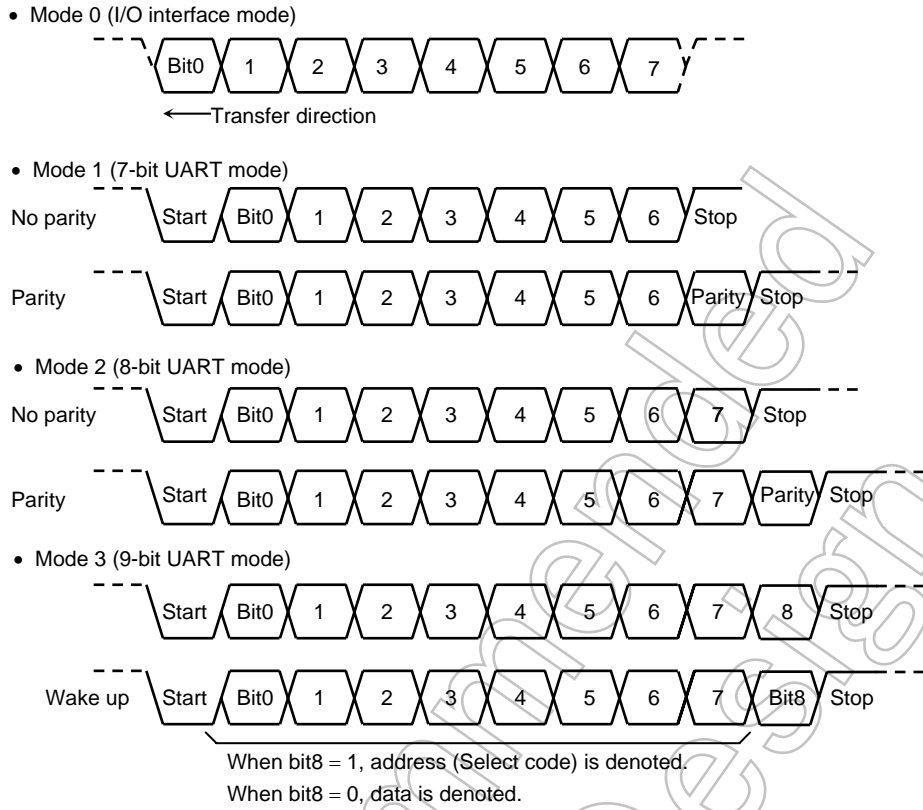 • Mode 0 (I/O interface mode)
Bit0 1 2 3 4 5 6 7
Transfer direction
• Mode 1 (7-bit UART mode)
No parity Start Bit0 1 2 3 4 5 6 Stop
Parity Start Bit0 1 2 3 4 5 6 Parity Stop
• Mode 2 (8-bit UART mode)
No parity Start Bit0 1 2 3 4 5 6 7 Stop
Parity Start Bit0 1 2 3 4 5 6 7 Parity Stop
• Mode 3 (9-bit UART mode)
Start Bit0 1 2 3 4 5 6 7 8 Stop
Wake up Start Bit0 1 2 3 4 5 6 7 Bit8 Stop
When bit8 = 1, address (Select code) is denoted.
When bit8 = 0, data is denoted.